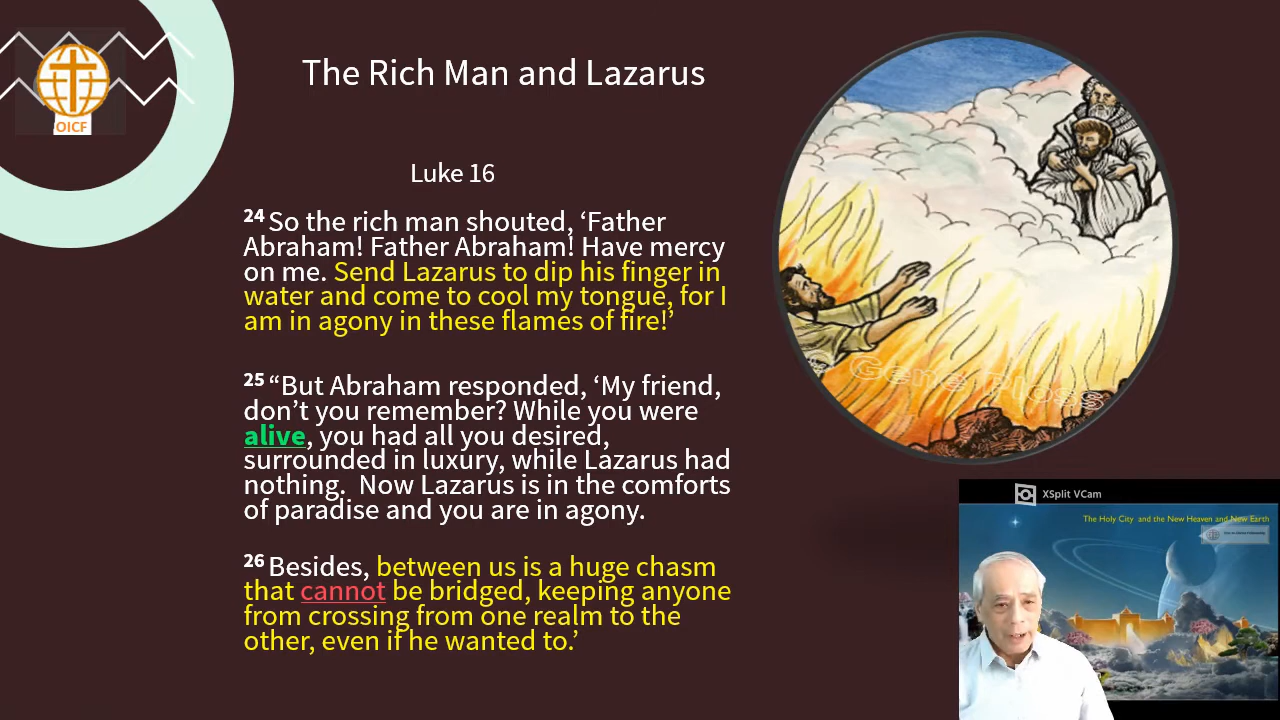 OICF
The Rich Man and Lazarus
Luke 16
24 So the rich man shouted, ‘Father
Abraham! Father Abraham! Have mercy
on me. Send Lazarus to dip his finger in
water and come to cool my tongue, for I
am in agony in these flames of fire!’
25 “But Abraham responded, ‘My friend,
don’t you remember? While you were
alive, you had all you desired,
surrounded in luxury, while Lazarus had
nothing.  Now Lazarus is in the comforts
of paradise and you are in agony.
26 Besides, between us is a huge chasm
that cannot be bridged, keeping anyone
from crossing from one realm to the
other, even if he wanted to.’
© Gene Ploss
XSplit VCam
The Holy City and the New Heaven and New Earth